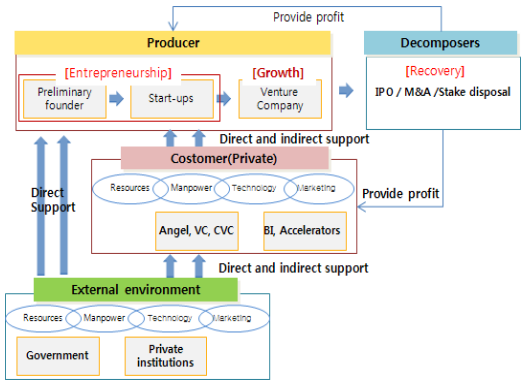 Provide profit
Producer
Decomposers
[Entrepreneurship]
[Growth]
[Recovery]
Preliminary
founder
Start-ups
Venture
Company
IPO / M&A /Stake disposal
Direct and indirect support
Costomer(Private)
Resources
Manpower
Technology
Marketing
Direct
Support
Provide profit
Angel, VC, CVC
BI, Accelerators
Direct and indirect support
External environment
Resources
Manpower
Technology
Marketing
Government
Private
institutions